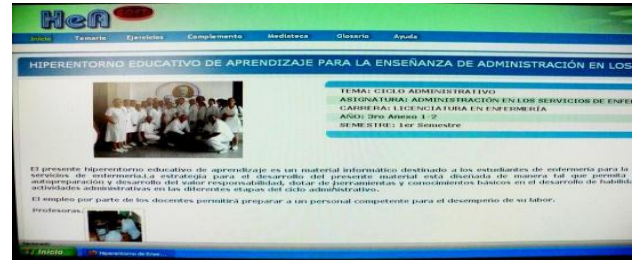 HeA
Inicio Temario Ejercicios Complemento Mediateca Glosario Ayuda
HIPERENTORNO EDUCATIVO DE APRENDIZAJE PARA LA ENSEÑANZA DE ADMINISTRACIÓN EN LOS
TEMA: CICLO ADMINISTRATIVO
ASIGNATURA: ADMINISTRACIÓN EN LOS SERVICIOS DE ENFE
CARRERA: LICENCIATURA EN ENFERMERÍA
AÑO: 3ro Anexo 1-2
SEMESTRE: 1er Semestre
El presente hiperentorno educativo de aprendizaje es un material informático destinado a los estudiantes de enfermería para la
servicios de enfermería.La estrategia para el desarrollo del presente material está diseñada de manera tal que permita
autopreparación y desarrollo del valor responsabilidad, dotar de herramientas y conocimientos básicos en el desarrollo de habilid
actividades administrativas en las diferentes etapas del ciclo administrativo.
El empleo por parte de los docentes permitirá preparar a un personal competente para el desempeño de su labor.
Profesoras:
Inicio Hiperentorno de Ense...